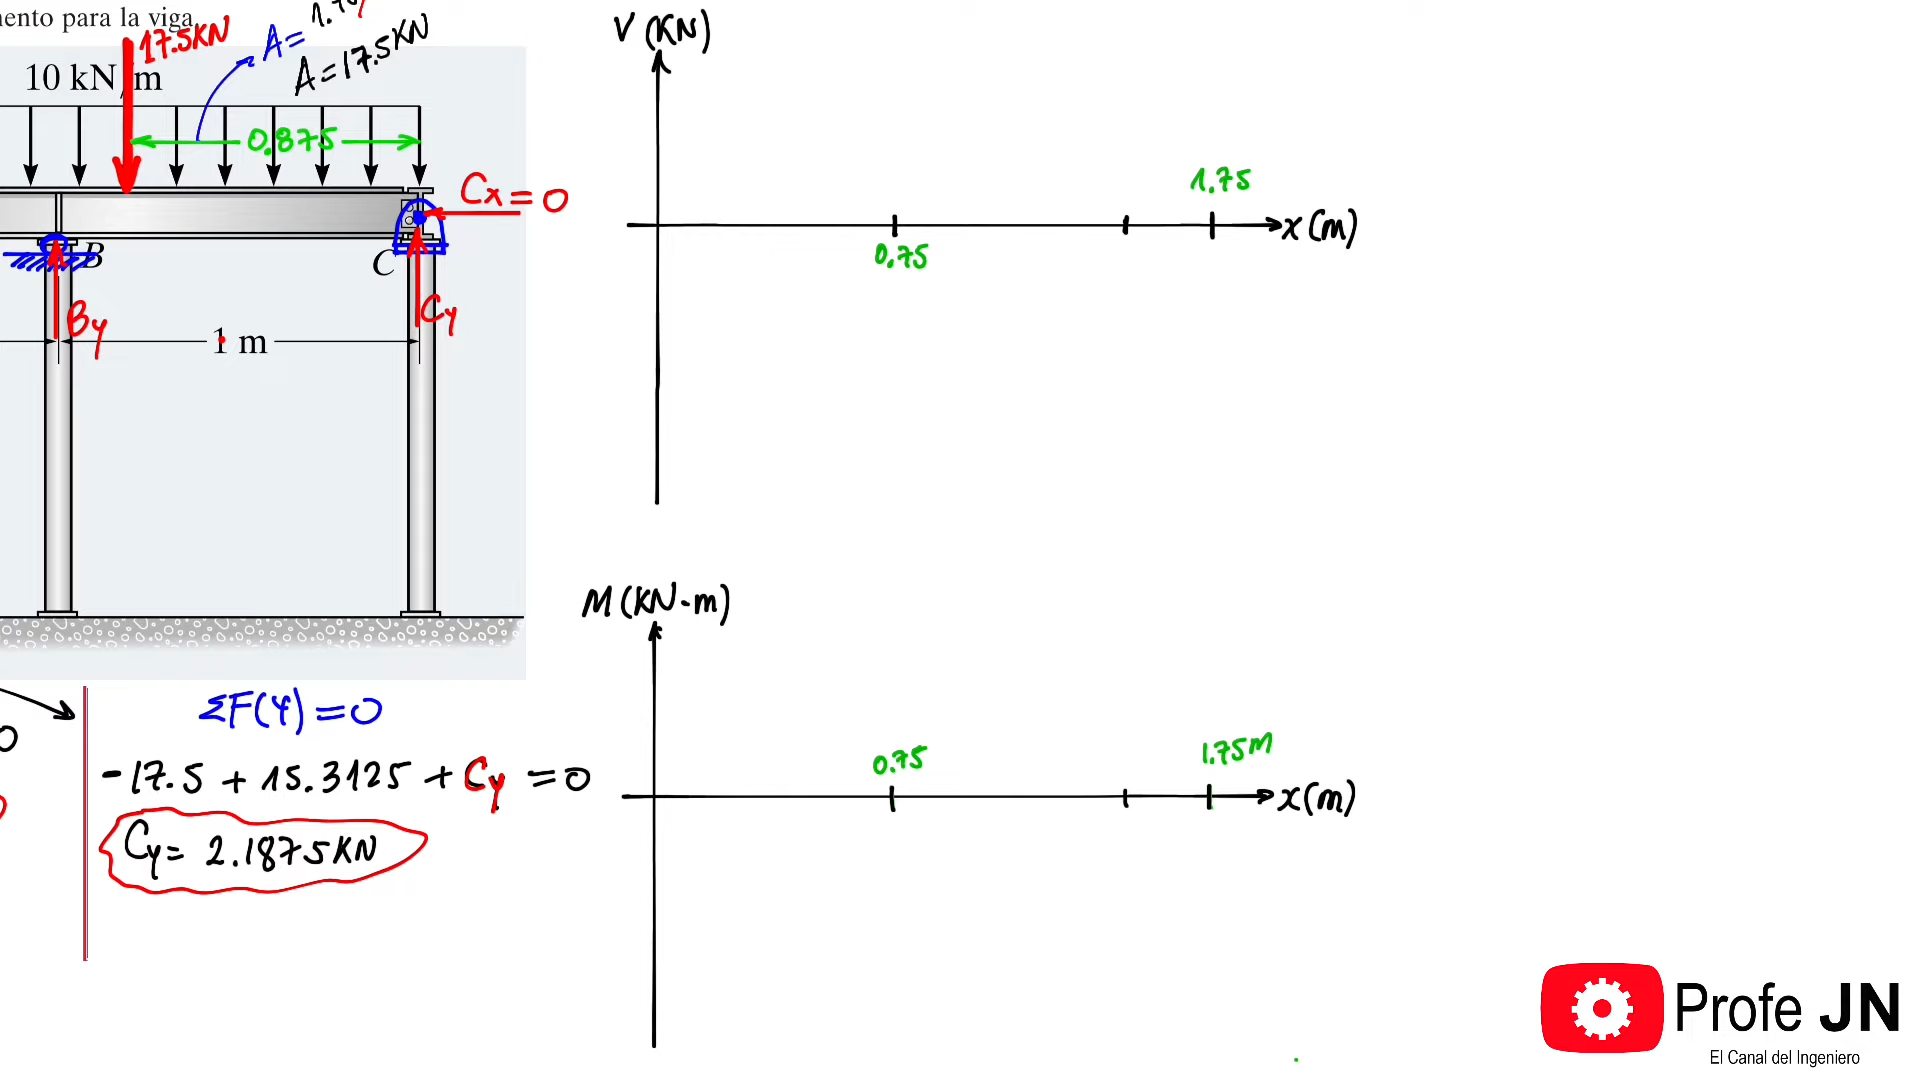 mento para la viga.
17.5KN
A=
A=17.5KN
10 kN/m
0.875
Cx=0
B
C
By
Cy
1 m
ΣF(Y)=0
0
-17.5 + 15.3125 + Cy =0
Cy= 2.1875KN
V (KN)
1.75
0.75
x(m)
M (KN-m)
0.75
1.75m
x(m)
Profe JN
El Canal del Ingeniero